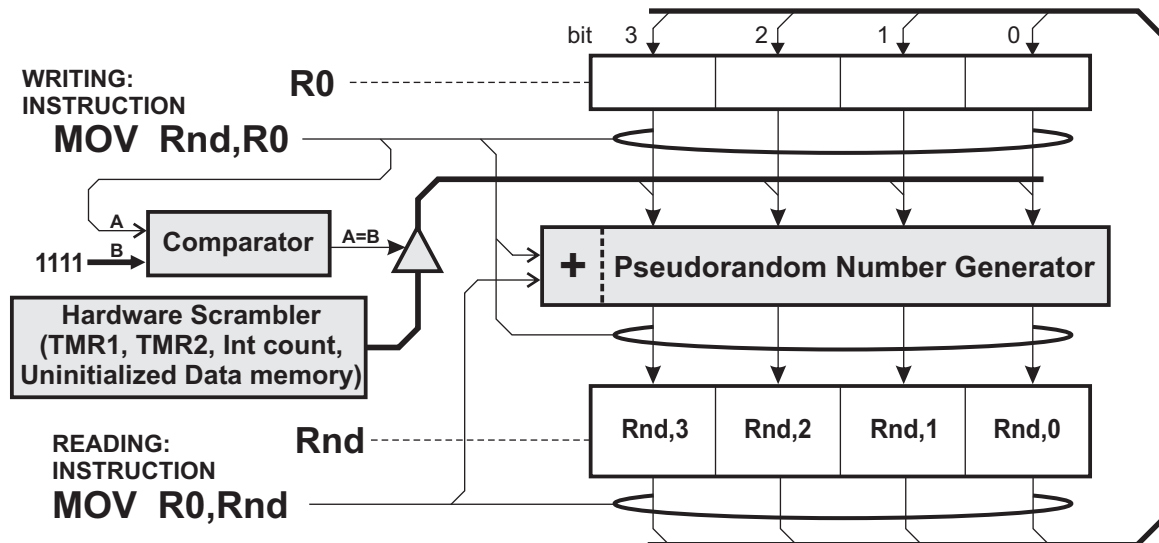 bit 3 2 1 0
WRITING:
INSTRUCTION
R0
MOV Rnd,R0
A
B
1111
Comparator
A=B
+
Pseudorandom Number Generator
Hardware Scrambler
(TMR1, TMR2, Int count,
Uninitialized Data memory)
READING:
INSTRUCTION
Rnd
Rnd,3 Rnd,2 Rnd,1 Rnd,0
MOV R0,Rnd